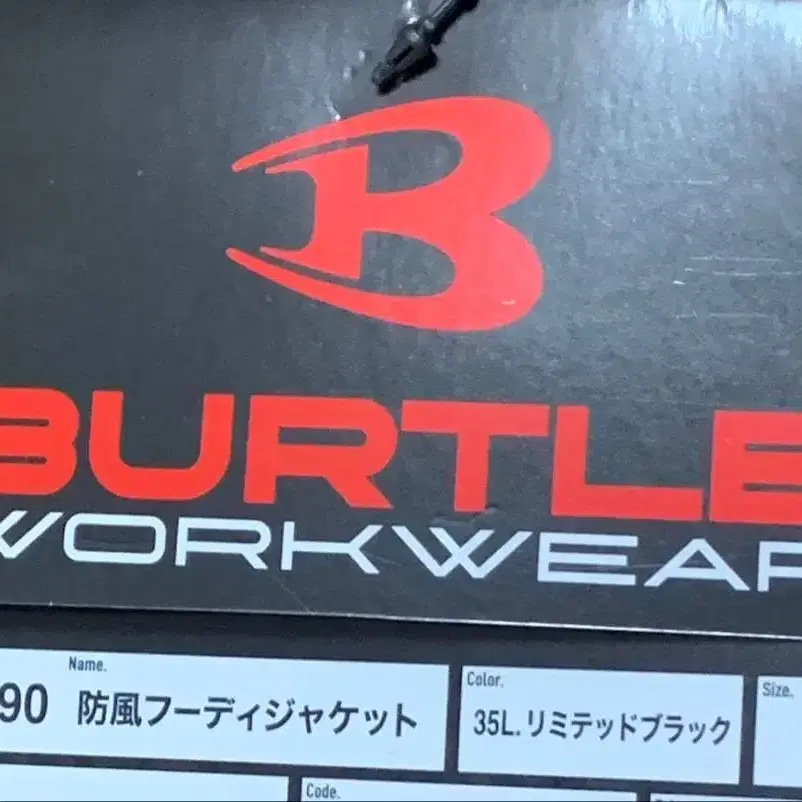 B
BURTLE
WORKWEAR
Name.
90 防風フーディジャケット
Color.
35L.リミテッドブラック
Size.
Code.